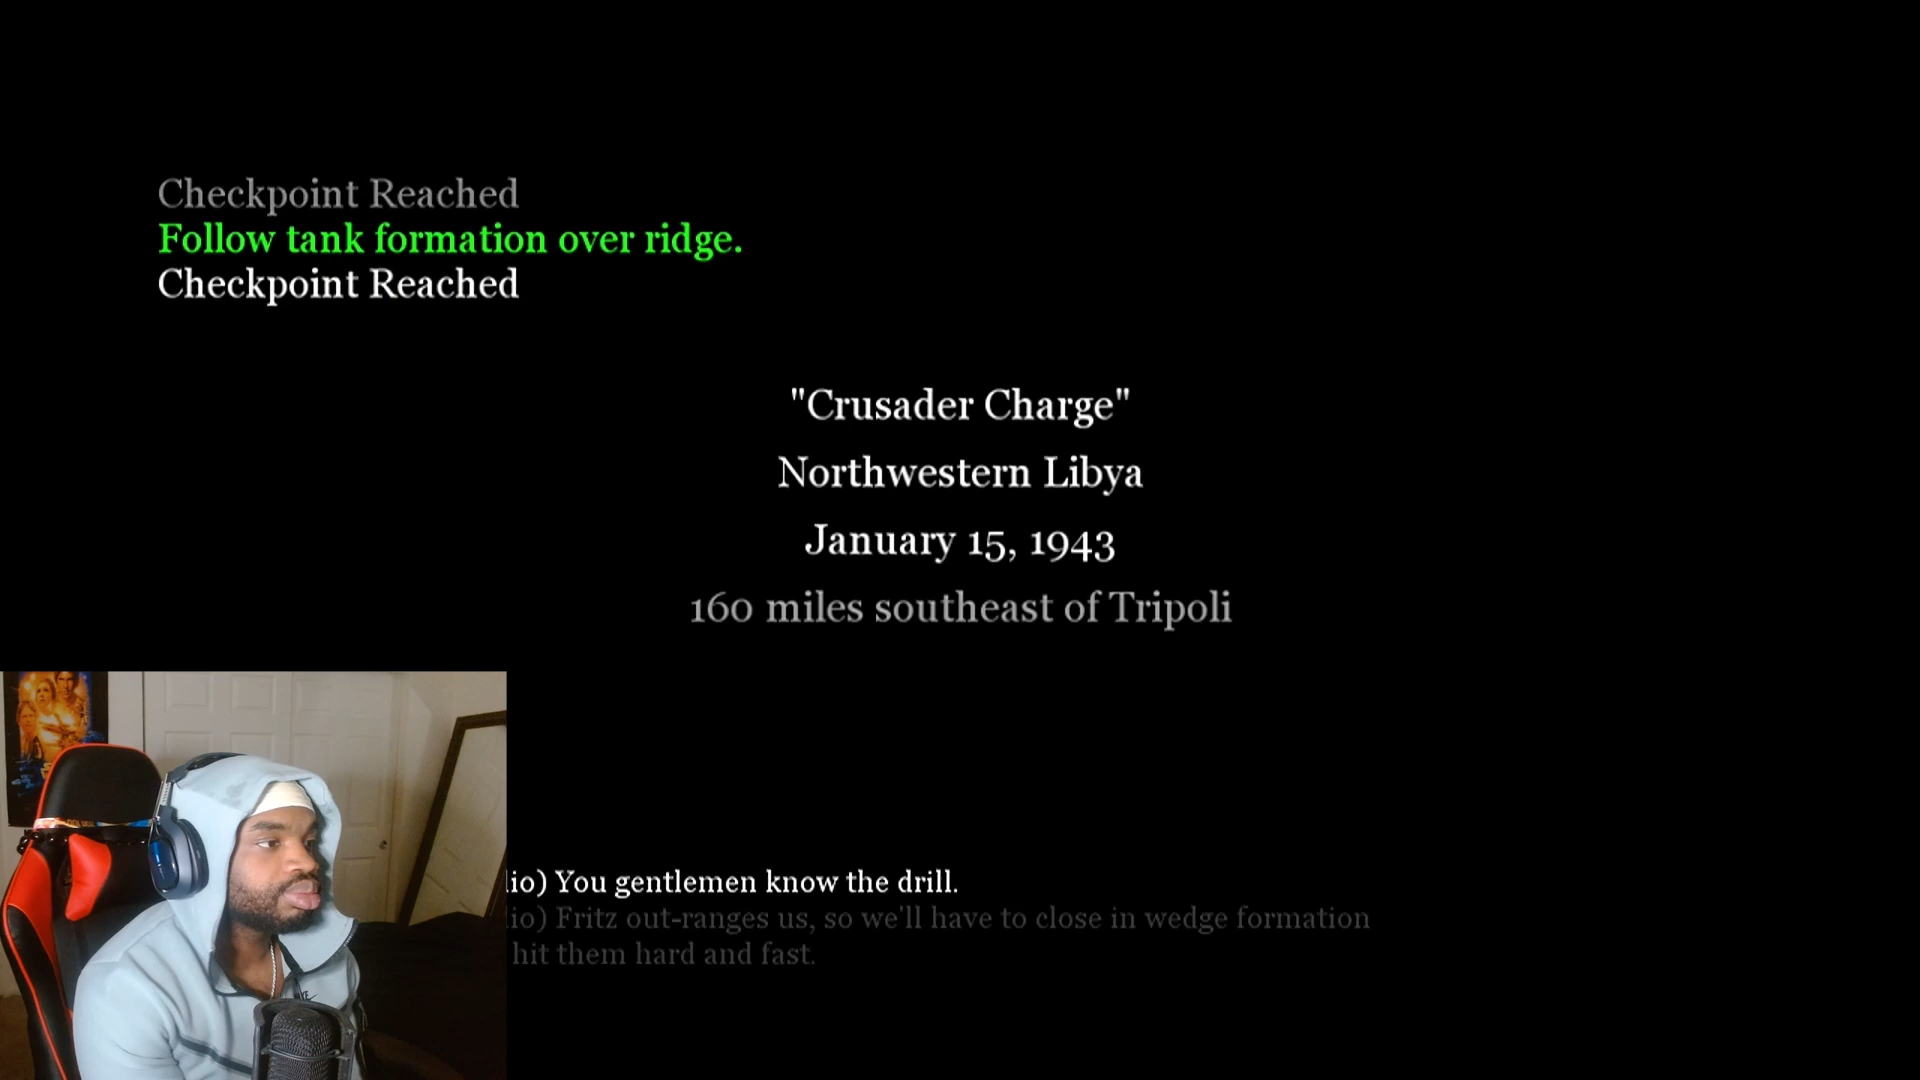 Checkpoint Reached
Follow tank formation over ridge.
Checkpoint Reached
"Crusader Charge"
Northwestern Libya
January 15, 1943
160 miles southeast of Tripoli
io) You gentlemen know the drill.
io) Fritz out-ranges us, so we'll have to close in wedge formation
hit them hard and fast.